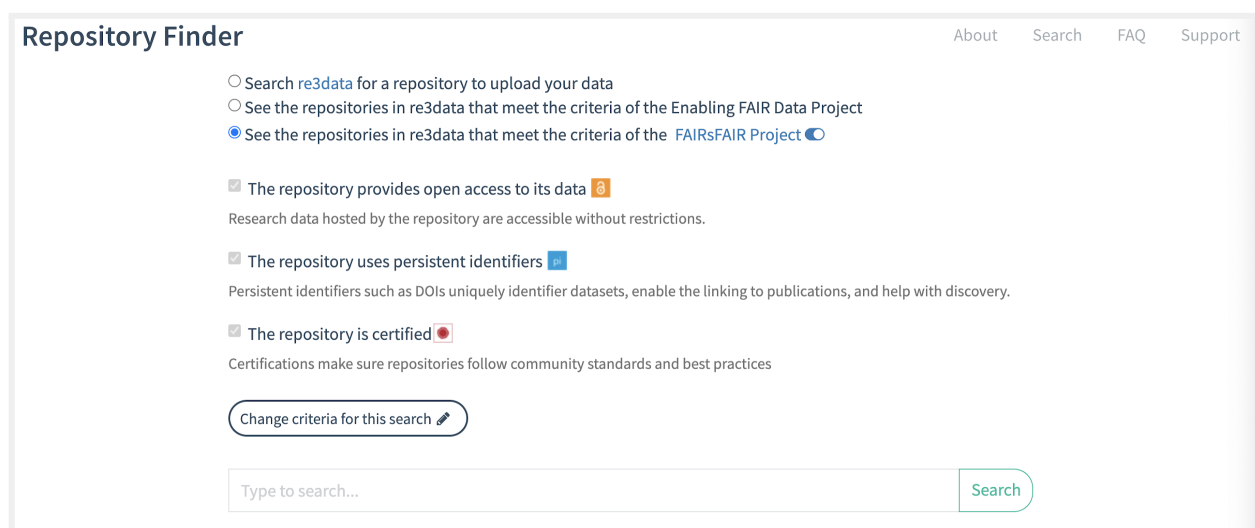 Repository Finder
About Search FAQ Support
Search re3data for a repository to upload your data
See the repositories in re3data that meet the criteria of the Enabling FAIR Data Project
See the repositories in re3data that meet the criteria of the FAIRsFAIR Project
The repository provides open access to its data
Research data hosted by the repository are accessible without restrictions.
The repository uses persistent identifiers pi
Persistent identifiers such as DOIs uniquely identifier datasets, enable the linking to publications, and help with discovery.
The repository is certified
Certifications make sure repositories follow community standards and best practices
Change criteria for this search
Type to search...
Search